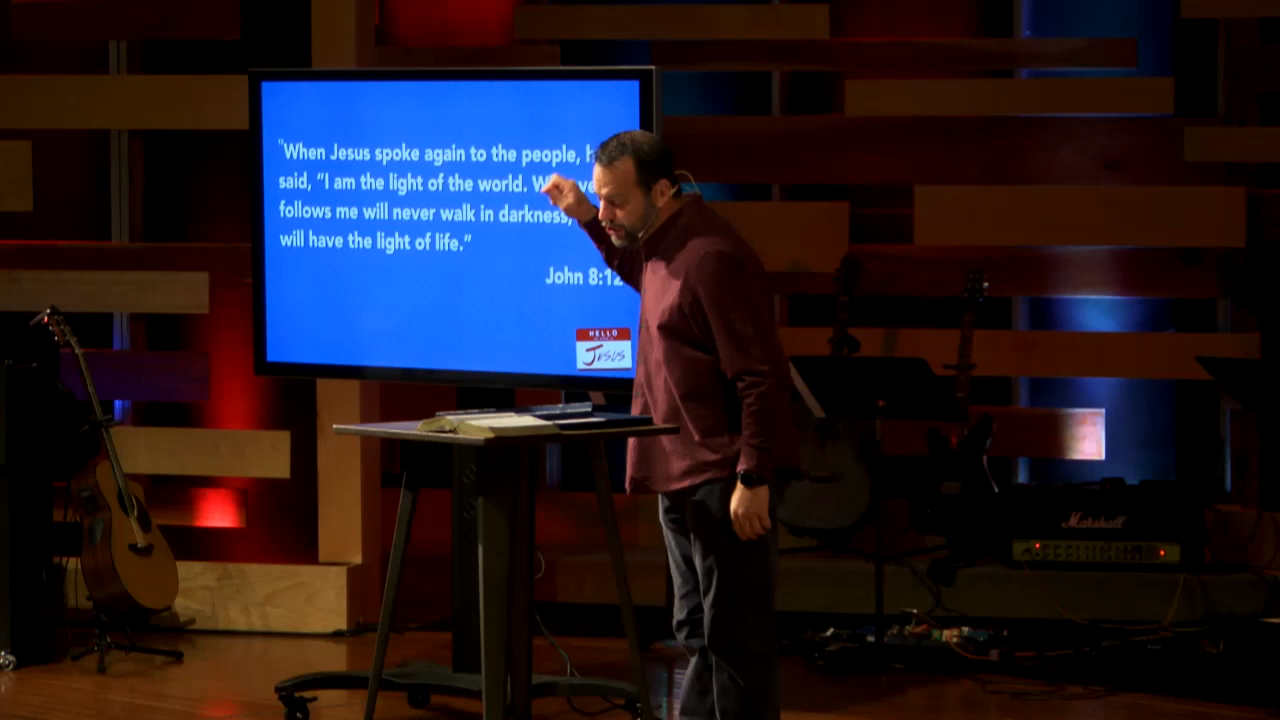 "When Jesus spoke again to the people, h
said, "I am the light of the world. W ve
follows me will never walk in darkness,
will have the light of life."
John 8:12
HELLO
Jesus
Marshall